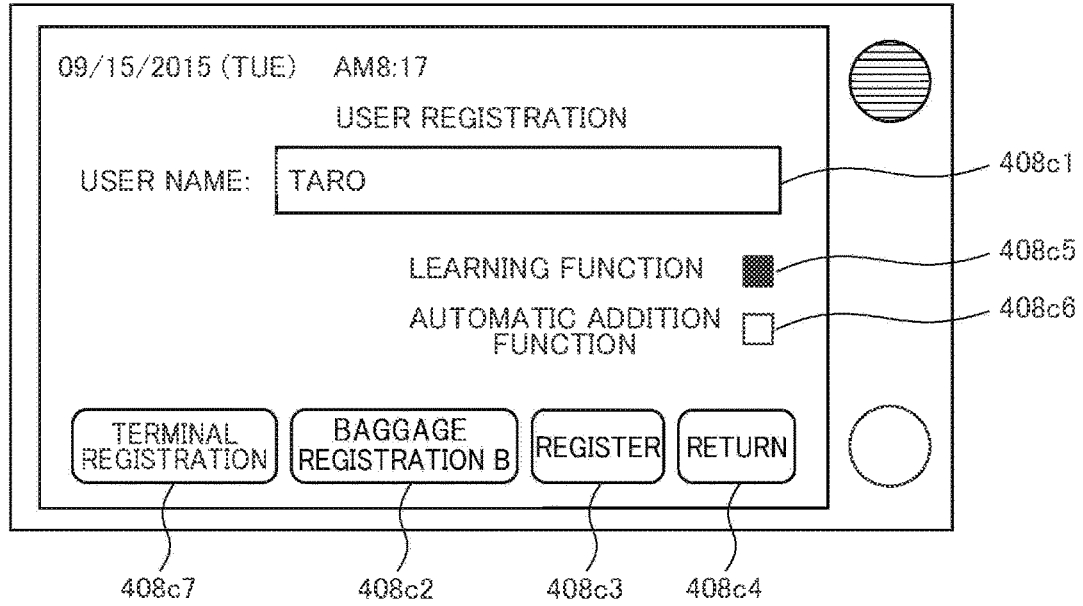 09/15/2015 (TUE) AM8:17
USER REGISTRATION
USER NAME: TARO
408c1
LEARNING FUNCTION
408c5
AUTOMATIC ADDITION
FUNCTION
408c6
TERMINAL
REGISTRATION
BAGGAGE
REGISTRATION B
REGISTER
RETURN
408c7
408c2
408c3
408c4